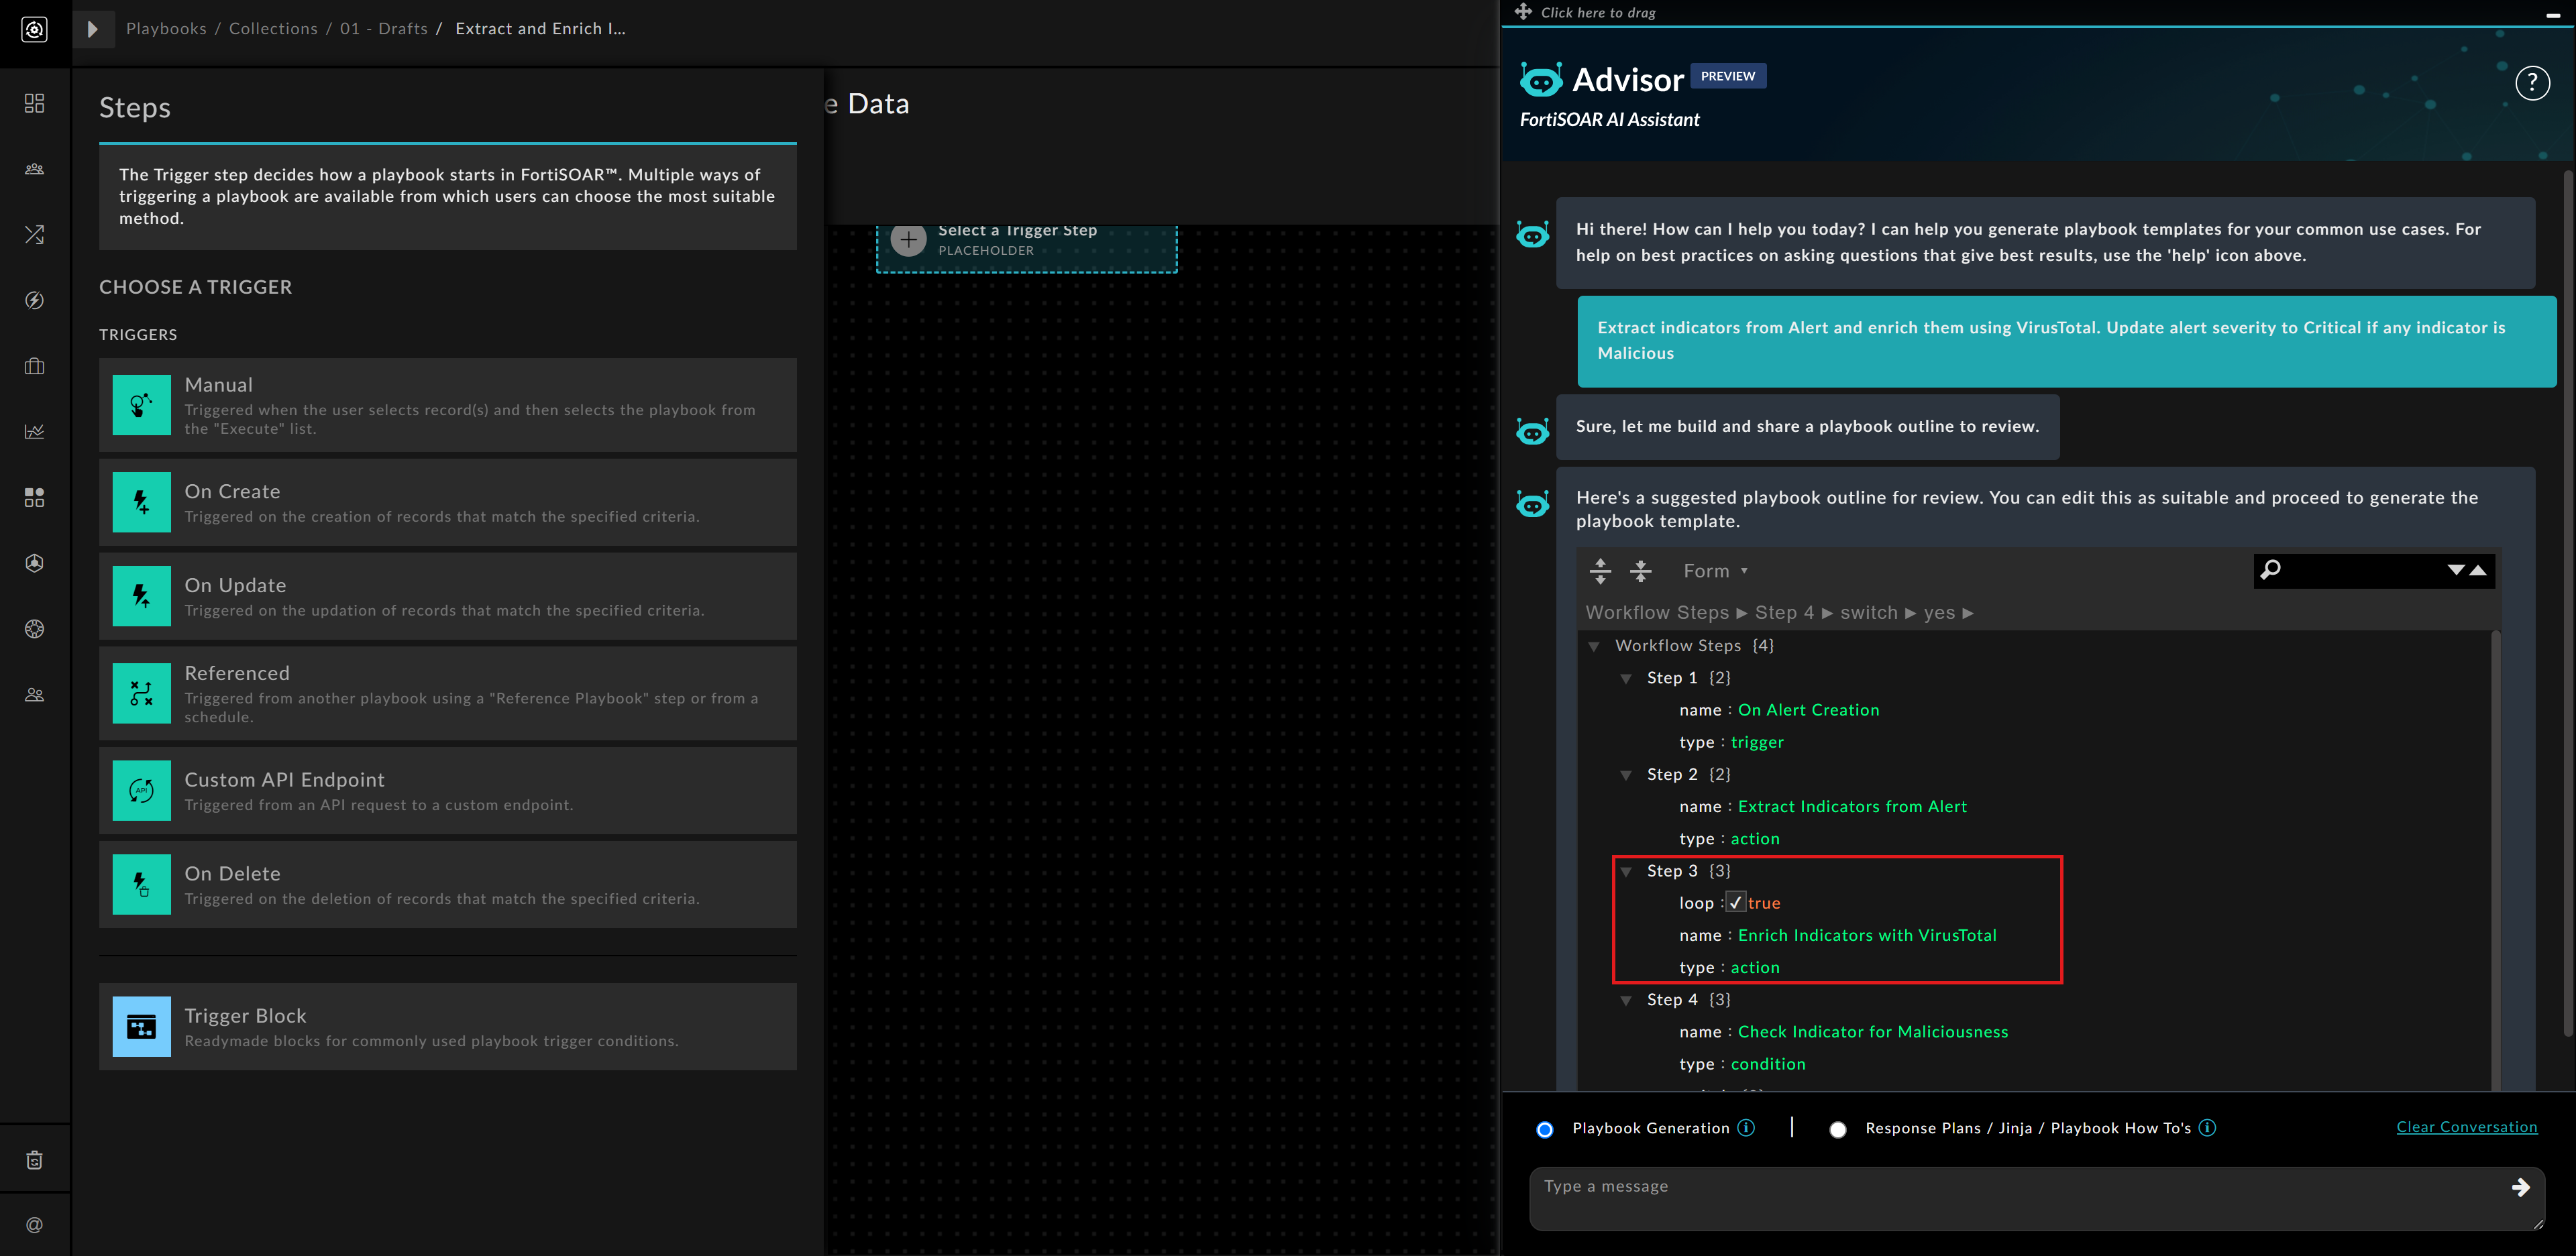 Playbooks / Collections / 01 - Drafts / Extract and Enrich I...
Steps
The Trigger step decides how a playbook starts in FortiSOAR™. Multiple ways of
triggering a playbook are available from which users can choose the most suitable
method.
CHOOSE A TRIGGER
TRIGGERS
Manual
Triggered when the user selects record(s) and then selects the playbook from
the "Execute" list.
On Create
Triggered on the creation of records that match the specified criteria.
On Update
Triggered on the updation of records that match the specified criteria.
Referenced
Triggered from another playbook using a "Reference Playbook" step or from a
schedule.
API
Custom API Endpoint
Triggered from an API request to a custom endpoint.
On Delete
Triggered on the deletion of records that match the specified criteria.
Trigger Block
Readymade blocks for commonly used playbook trigger conditions.
@
e Data
Select a Trigger Step
PLACEHOLDER
Click here to drag
Advisor PREVIEW
FortiSOAR AI Assistant
?
Hi there! How can I help you today? I can help you generate playbook templates for your common use cases. For
help on best practices on asking questions that give best results, use the 'help' icon above.
Extract indicators from Alert and enrich them using VirusTotal. Update alert severity to Critical if any indicator is
Malicious
Sure, let me build and share a playbook outline to review.
Here's a suggested playbook outline for review. You can edit this as suitable and proceed to generate the
playbook template.
Form ▾
Workflow Steps ► Step 4 ► switch ► yes ►
Workflow Steps {4}
Step 1 {2}
name : On Alert Creation
type : trigger
Step 2 {2}
name : Extract Indicators from Alert
type : action
Step 3 {3}
loop : true
name : Enrich Indicators with VirusTotal
type : action
Step 4 {3}
name : Check Indicator for Maliciousness
type : condition
Playbook Generation
|
Response Plans / Jinja / Playbook How To's
Clear Conversation
Type a message